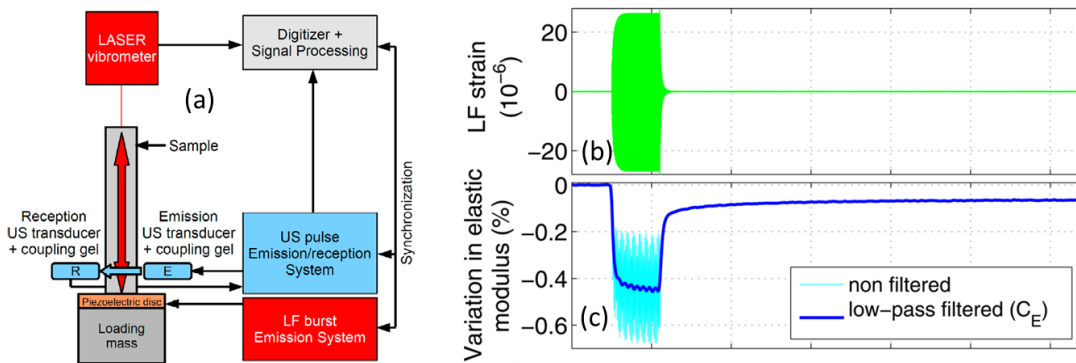 LASER
vibrometer
Digitizer +
Signal Processing
(a)
Sample
Synchronization
Reception
US transducer
+ coupling gel
Emission
US transducer
+ coupling gel
R
E
US pulse
Emission/reception
System
Piezoelectric disc
Loading
mass
LF burst
Emission System
LF strain
(10⁻⁶)
20
0
−20
(b)
Variation in elastic
modulus (%)
0
−0.2
−0.4
−0.6
(c)
non filtered
low−pass filtered (C_E)